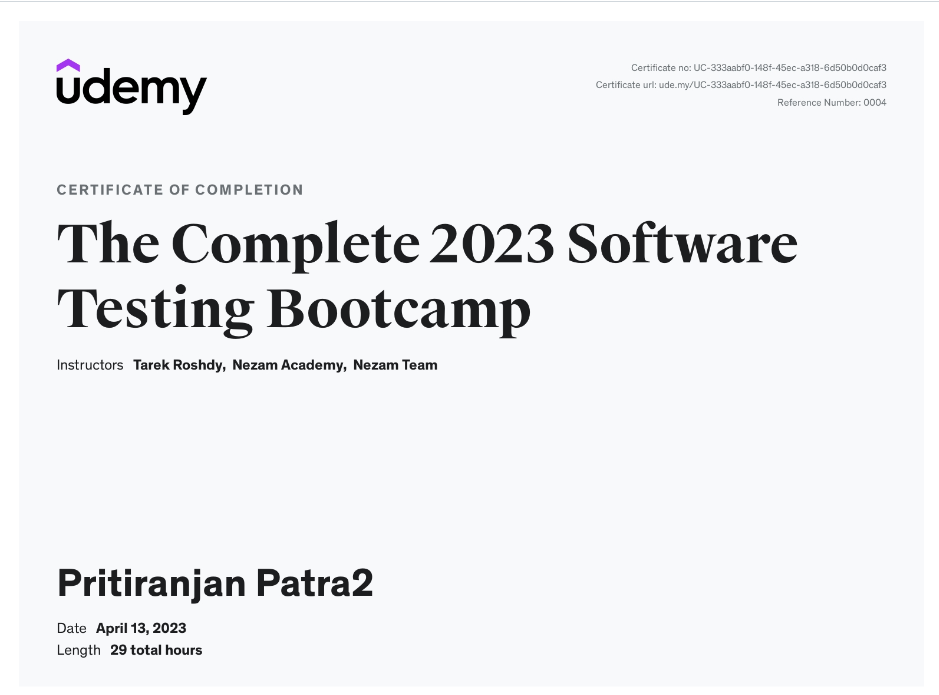 udemy
Certificate no: UC-333aabf0-148f-45ec-a318-6d50b0d0caf3
Certificate url: ude.my/UC-333aabf0-148f-45ec-a318-6d50b0d0caf3
Reference Number: 0004
CERTIFICATE OF COMPLETION
The Complete 2023 Software
Testing Bootcamp
Instructors Tarek Roshdy, Nezam Academy, Nezam Team
Pritiranjan Patra2
Date April 13, 2023
Length 29 total hours